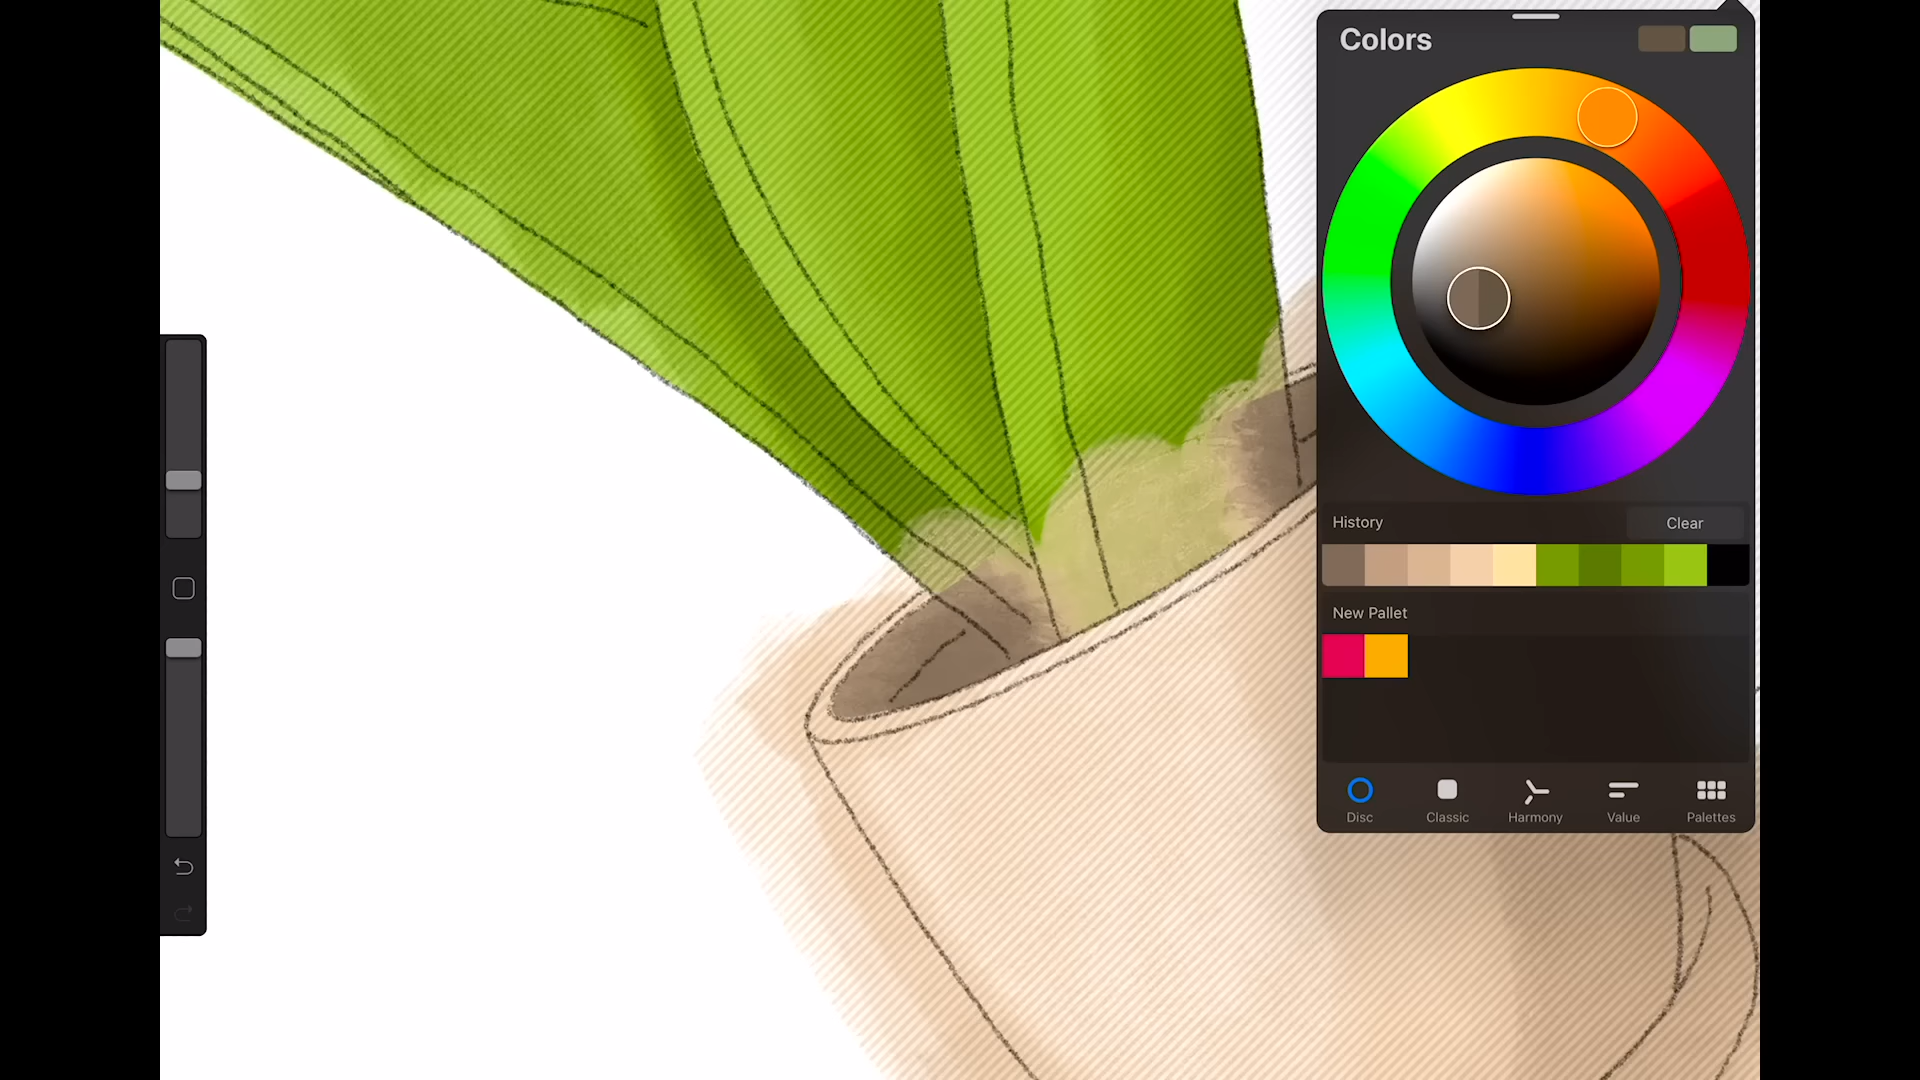 Colors
History
Clear
New Pallet
Disc
Classic
Harmony
Value
Palettes